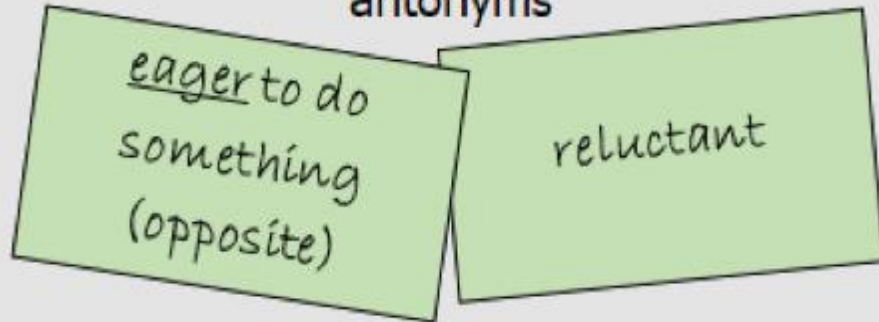 antonyms
eager to do
something
(opposite)
reluctant